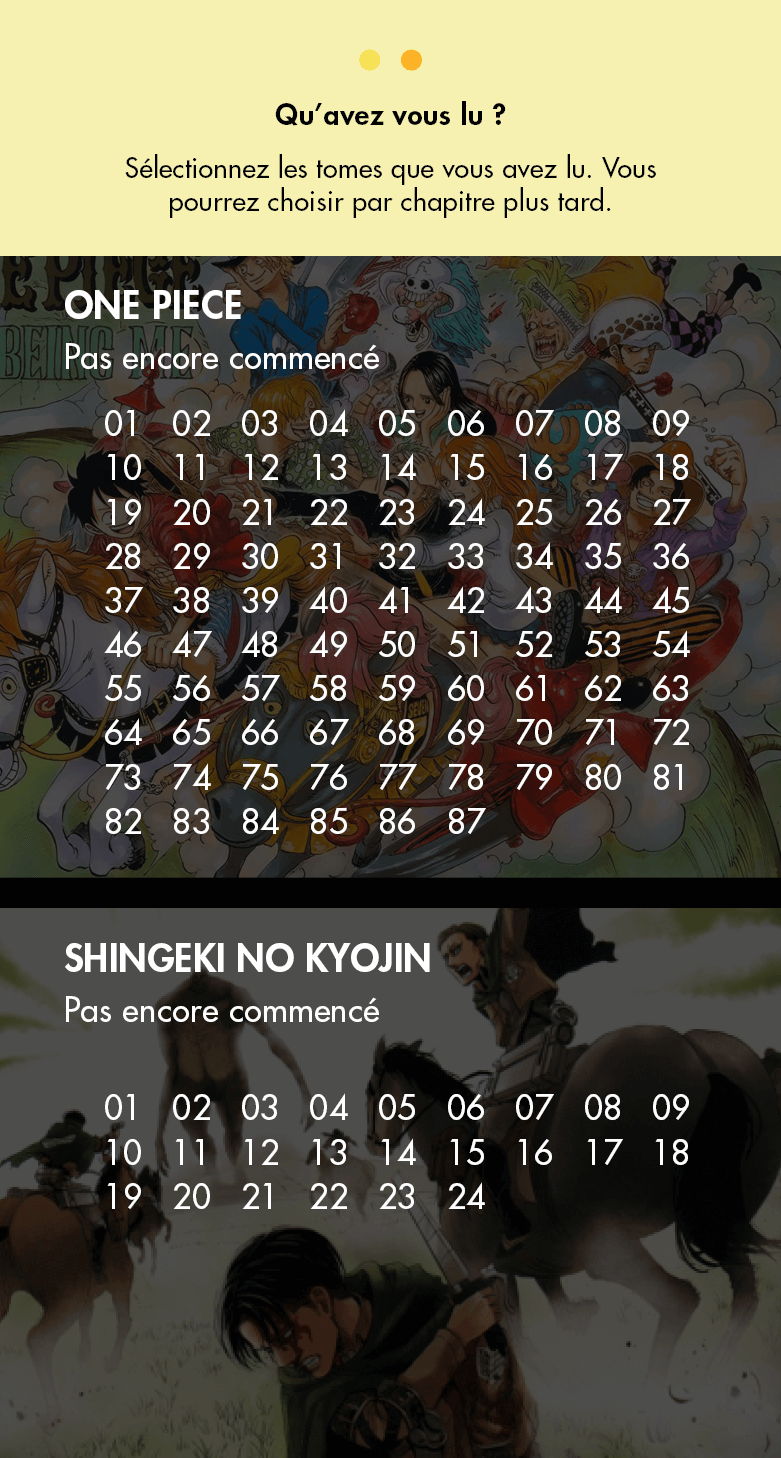 Qu'avez vous lu ?
Sélectionnez les tomes que vous avez lu. Vous
pourrez choisir par chapitre plus tard.
ONE PIECE
Pas encore commencé
01 02 03 04 05 06 07 08 09
10 11 12 13 14 15 16 17 18
19 20 21 22 23 24 25 26 27
28 29 30 31 32 33 34 35 36
37 38 39 40 41 42 43 44 45
46 47 48 49 50 51 52 53 54
55 56 57 58 59 60 61 62 63
64 65 66 67 68 69 70 71 72
73 74 75 76 77 78 79 80 81
82 83 84 85 86 87
SHINGEKI NO KYOJIN
Pas encore commencé
01 02 03 04 05 06 07 08 09
10 11 12 13 14 15 16 17 18
19 20 21 22 23 24